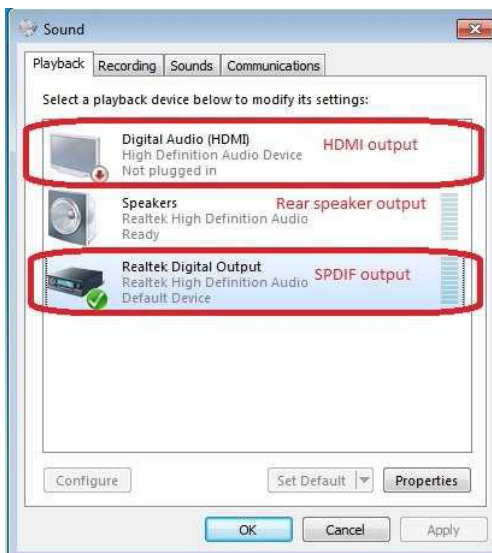 Sound
Playback Recording Sounds Communications
Select a playback device below to modify its settings:
Digital Audio (HDMI)
High Definition Audio Device
Not plugged in
HDMI output
Speakers
Realtek High Definition Audio
Ready
Rear speaker output
Realtek Digital Output
Realtek High Definition Audio
Default Device
SPDIF output
Configure Set Default Properties
OK Cancel Apply